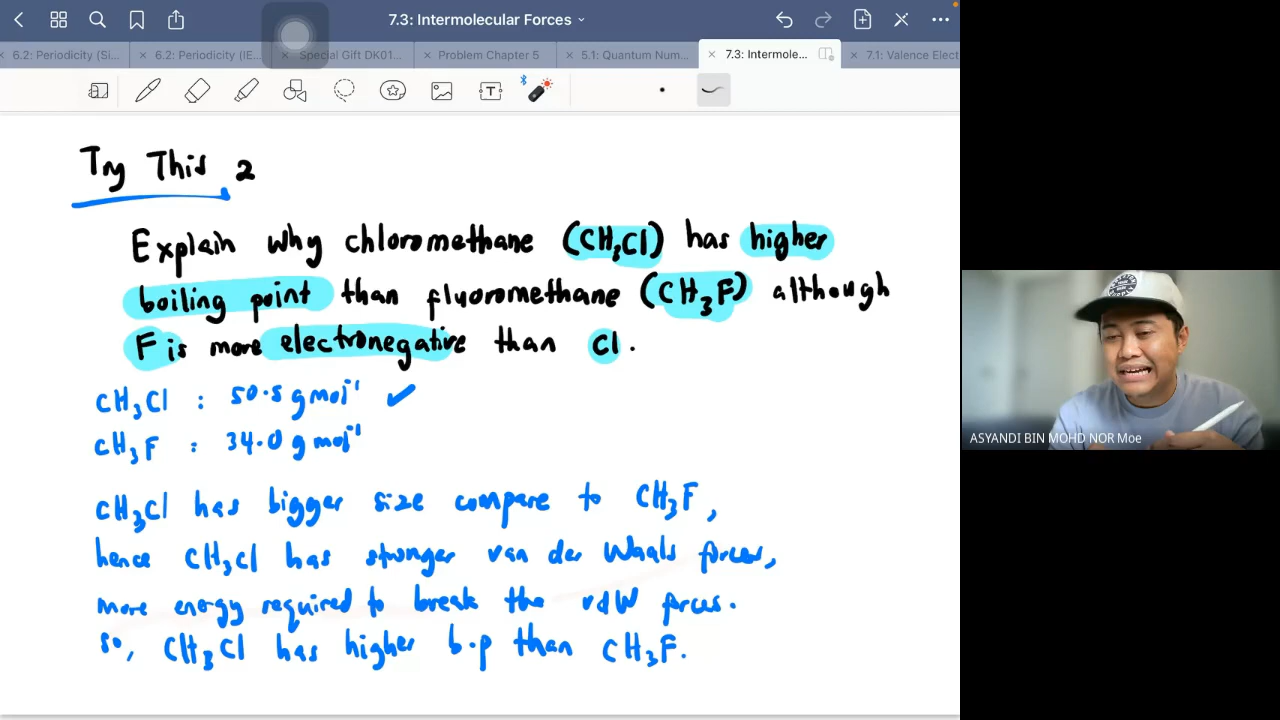 7.3: Intermolecular Forces
6.2: Periodicity (Si...
6.2: Periodicity (IE...
Special Gift DK01...
Problem Chapter 5
5.1: Quantum Num...
7.3: Intermole...
7.1: Valence Elect
T
Try This 2
Explain why chloromethane (CH₃Cl) has higher
boiling point than fluoromethane (CH₃F) although
F is more electronegative than Cl.
CH₃Cl : 50.5 g mol⁻¹ ✓
CH₃F : 34.0 g mol⁻¹
CH₃Cl has bigger size compare to CH₃F,
hence CH₃Cl has stronger van der Waals forces,
more energy required to break the vdW forces.
so, CH₃Cl has higher b.p than CH₃F.
ASYANDI BIN MOHD NOR Moe